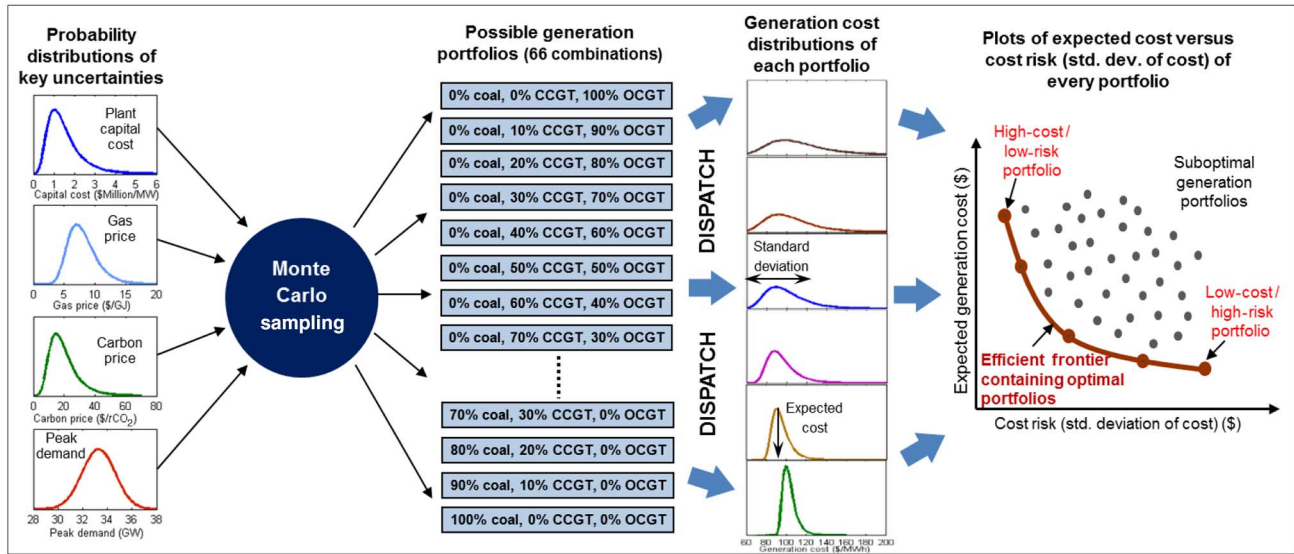 Probability
distributions of
key uncertainties
Plant
capital
cost
0 1 2 3 4 5 6
Capital cost ($Million/MW)
Gas
price
0 5 10 15 20
Gas price ($/GJ)
Carbon
price
0 20 40 60 80
Carbon price ($/tCO2)
Peak
demand
28 30 32 34 36 38
Peak demand (GW)
Monte
Carlo
sampling
Possible generation
portfolios (66 combinations)
0% coal, 0% CCGT, 100% OCGT
0% coal, 10% CCGT, 90% OCGT
0% coal, 20% CCGT, 80% OCGT
0% coal, 30% CCGT, 70% OCGT
0% coal, 40% CCGT, 60% OCGT
0% coal, 50% CCGT, 50% OCGT
0% coal, 60% CCGT, 40% OCGT
0% coal, 70% CCGT, 30% OCGT
70% coal, 30% CCGT, 0% OCGT
80% coal, 20% CCGT, 0% OCGT
90% coal, 10% CCGT, 0% OCGT
100% coal, 0% CCGT, 0% OCGT
DISPATCH
DISPATCH
Generation cost
distributions of
each portfolio
Standard
deviation
Expected
cost
60 80 100 120 140 160 180 200
Generation cost ($/MWh)
Plots of expected cost versus
cost risk (std. dev. of cost) of
every portfolio
Expected generation cost ($)
High-cost/
low-risk
portfolio
Suboptimal
generation
portfolios
Low-cost/
high-risk
portfolio
Efficient frontier
containing optimal
portfolios
Cost risk (std. deviation of cost) ($)